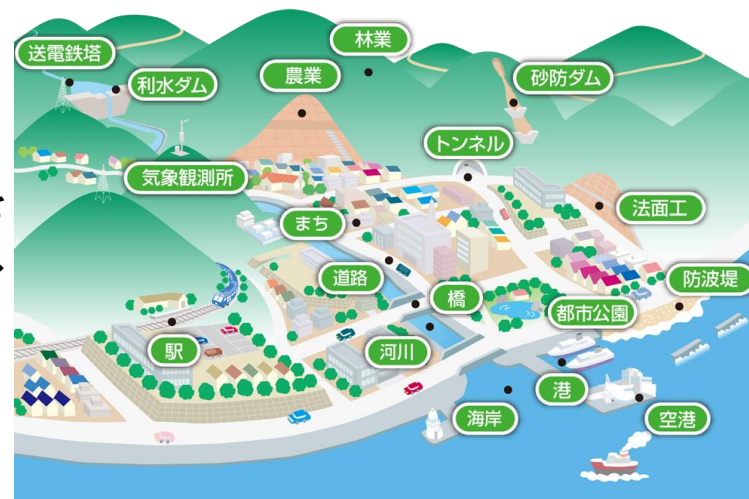 林業
送電鉄塔
農業
砂防ダム
利水ダム
トンネル
気象観測所
法面工
まち
道路
防波堤
橋
都市公園
駅
河川
港
海岸
空港